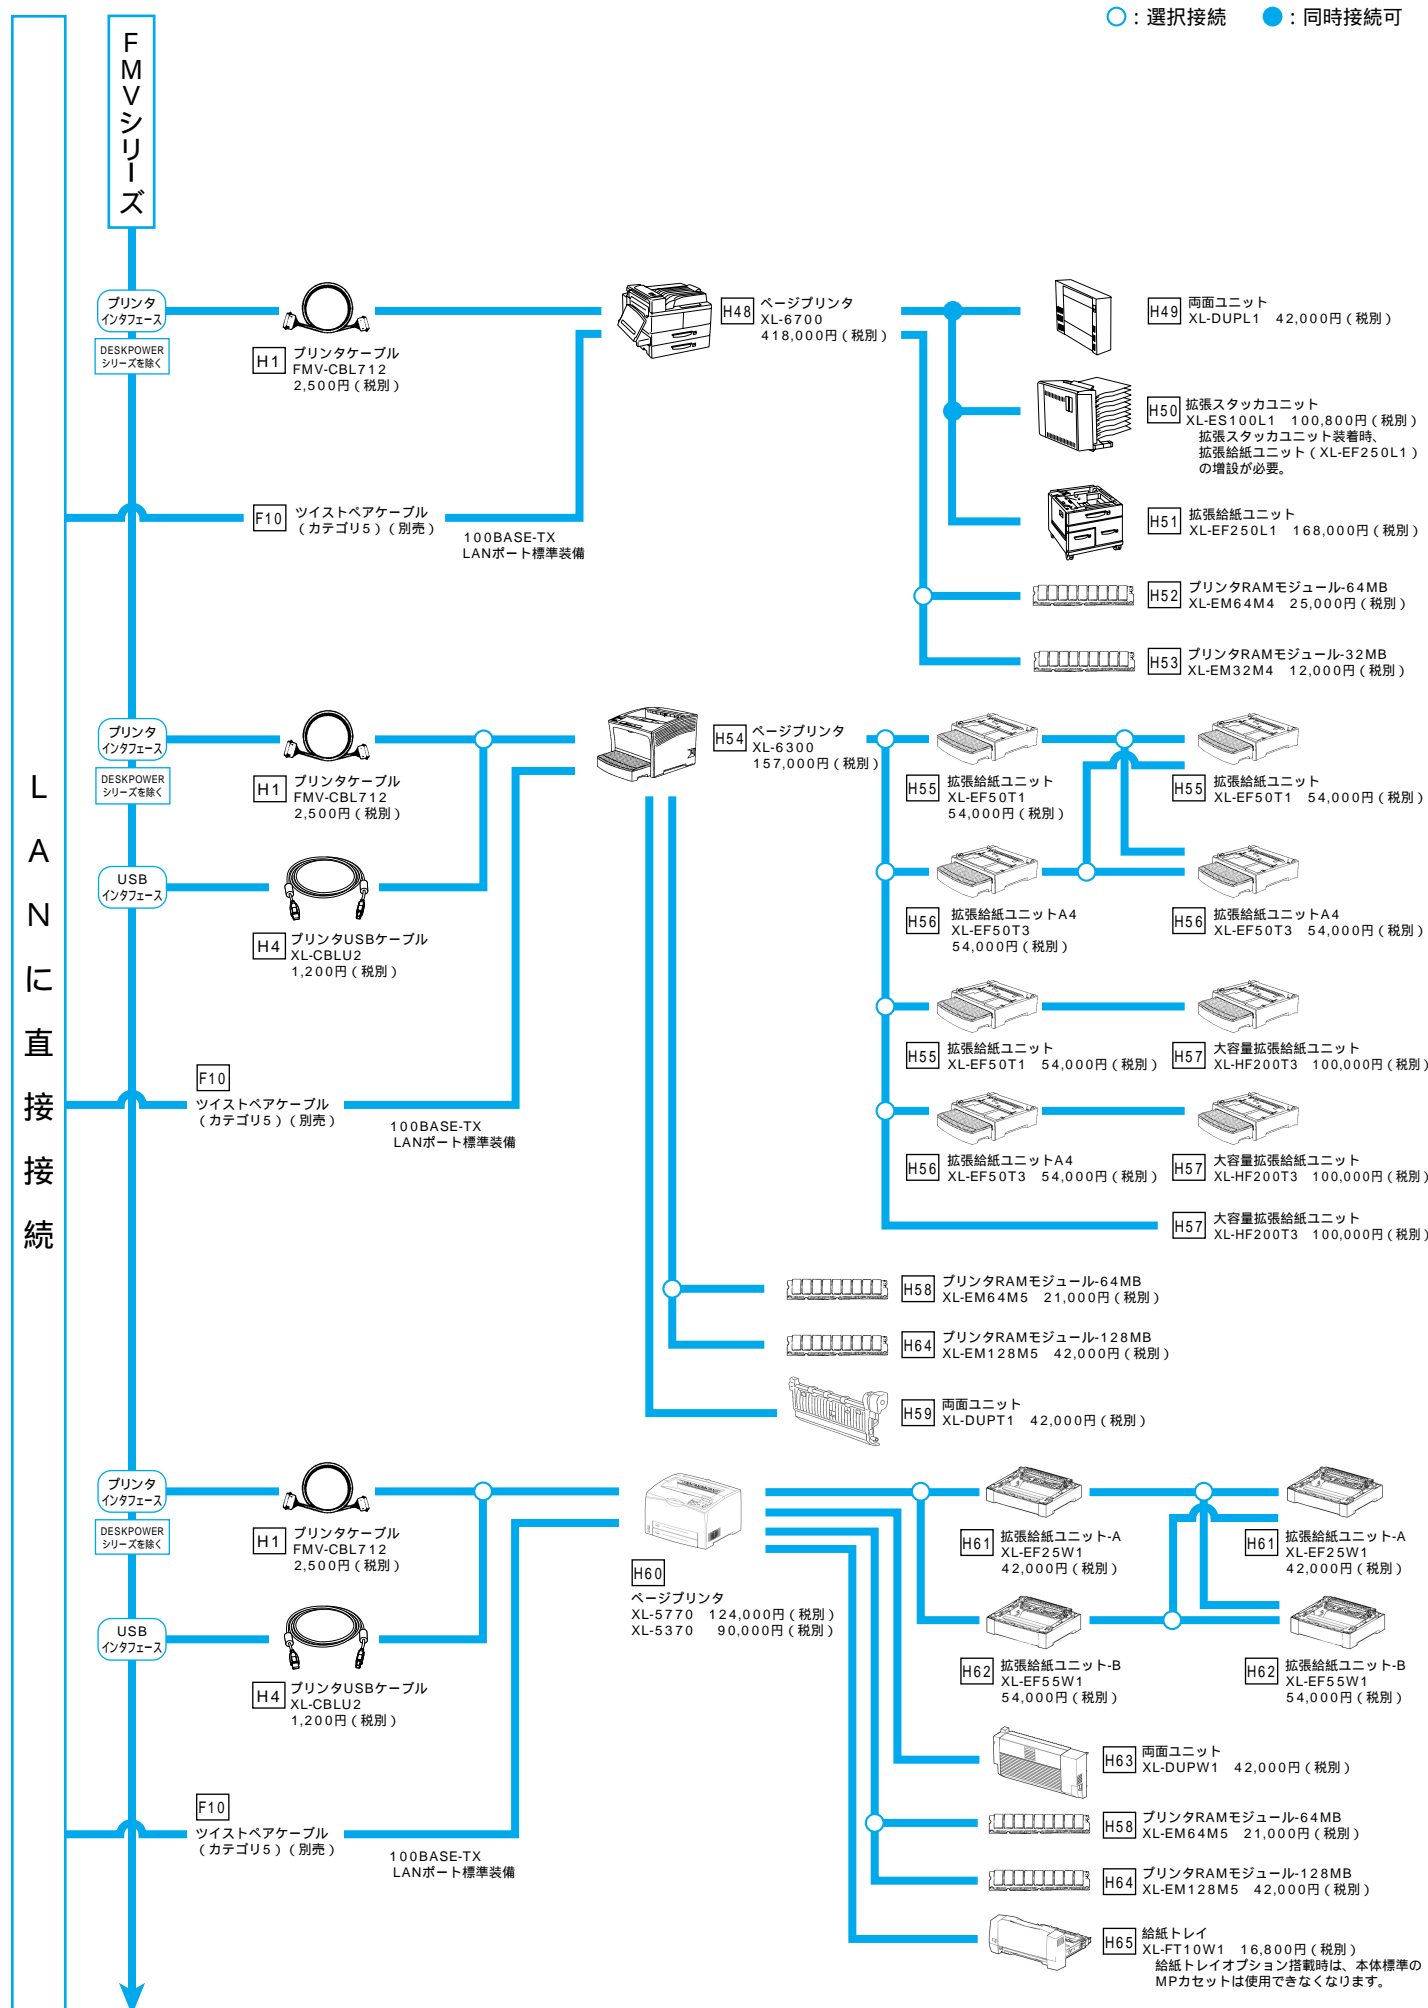 ○：選択接続　●：同時接続可
LANに直接接続
FMVシリーズ
プリンタ
インタフェース
DESKPOWER
シリーズを除く
H1 プリンタケーブル
FMV-CBL712
2,500円（税別）
F10 ツイストペアケーブル
（カテゴリ5）（別売）
100BASE-TX
LANポート標準装備
H48 ページプリンタ
XL-6700
418,000円（税別）
H49 両面ユニット
XL-DUPL1　42,000円（税別）
H50 拡張スタッカユニット
XL-ES100L1　100,800円（税別）
拡張スタッカユニット装着時、
拡張給紙ユニット（XL-EF250L1）
の増設が必要。
H51 拡張給紙ユニット
XL-EF250L1　168,000円（税別）
H52 プリンタRAMモジュール-64MB
XL-EM64M4　25,000円（税別）
H53 プリンタRAMモジュール-32MB
XL-EM32M4　12,000円（税別）
プリンタ
インタフェース
DESKPOWER
シリーズを除く
H1 プリンタケーブル
FMV-CBL712
2,500円（税別）
USB
インタフェース
H4 プリンタUSBケーブル
XL-CBLU2
1,200円（税別）
F10
ツイストペアケーブル
（カテゴリ5）（別売）
100BASE-TX
LANポート標準装備
H54 ページプリンタ
XL-6300
157,000円（税別）
H55 拡張給紙ユニット
XL-EF50T1
54,000円（税別）
H55 拡張給紙ユニット
XL-EF50T1　54,000円（税別）
H56 拡張給紙ユニットA4
XL-EF50T3
54,000円（税別）
H56 拡張給紙ユニットA4
XL-EF50T3　54,000円（税別）
H55 拡張給紙ユニット
XL-EF50T1　54,000円（税別）
H57 大容量拡張給紙ユニット
XL-HF200T3　100,000円（税別）
H56 拡張給紙ユニットA4
XL-EF50T3　54,000円（税別）
H57 大容量拡張給紙ユニット
XL-HF200T3　100,000円（税別）
H57 大容量拡張給紙ユニット
XL-HF200T3　100,000円（税別）
H58 プリンタRAMモジュール-64MB
XL-EM64M5　21,000円（税別）
H64 プリンタRAMモジュール-128MB
XL-EM128M5　42,000円（税別）
H59 両面ユニット
XL-DUPT1　42,000円（税別）
プリンタ
インタフェース
DESKPOWER
シリーズを除く
H1 プリンタケーブル
FMV-CBL712
2,500円（税別）
USB
インタフェース
H4 プリンタUSBケーブル
XL-CBLU2
1,200円（税別）
F10
ツイストペアケーブル
（カテゴリ5）（別売）
100BASE-TX
LANポート標準装備
H60
ページプリンタ
XL-5770　124,000円（税別）
XL-5370　90,000円（税別）
H61 拡張給紙ユニット-A
XL-EF25W1
42,000円（税別）
H61 拡張給紙ユニット-A
XL-EF25W1
42,000円（税別）
H62 拡張給紙ユニット-B
XL-EF55W1
54,000円（税別）
H62 拡張給紙ユニット-B
XL-EF55W1
54,000円（税別）
H63 両面ユニット
XL-DUPW1　42,000円（税別）
H58 プリンタRAMモジュール-64MB
XL-EM64M5　21,000円（税別）
H64 プリンタRAMモジュール-128MB
XL-EM128M5　42,000円（税別）
H65 給紙トレイ
XL-FT10W1　16,800円（税別）
給紙トレイオプション搭載時は、本体標準の
MPカセットは使用できなくなります。